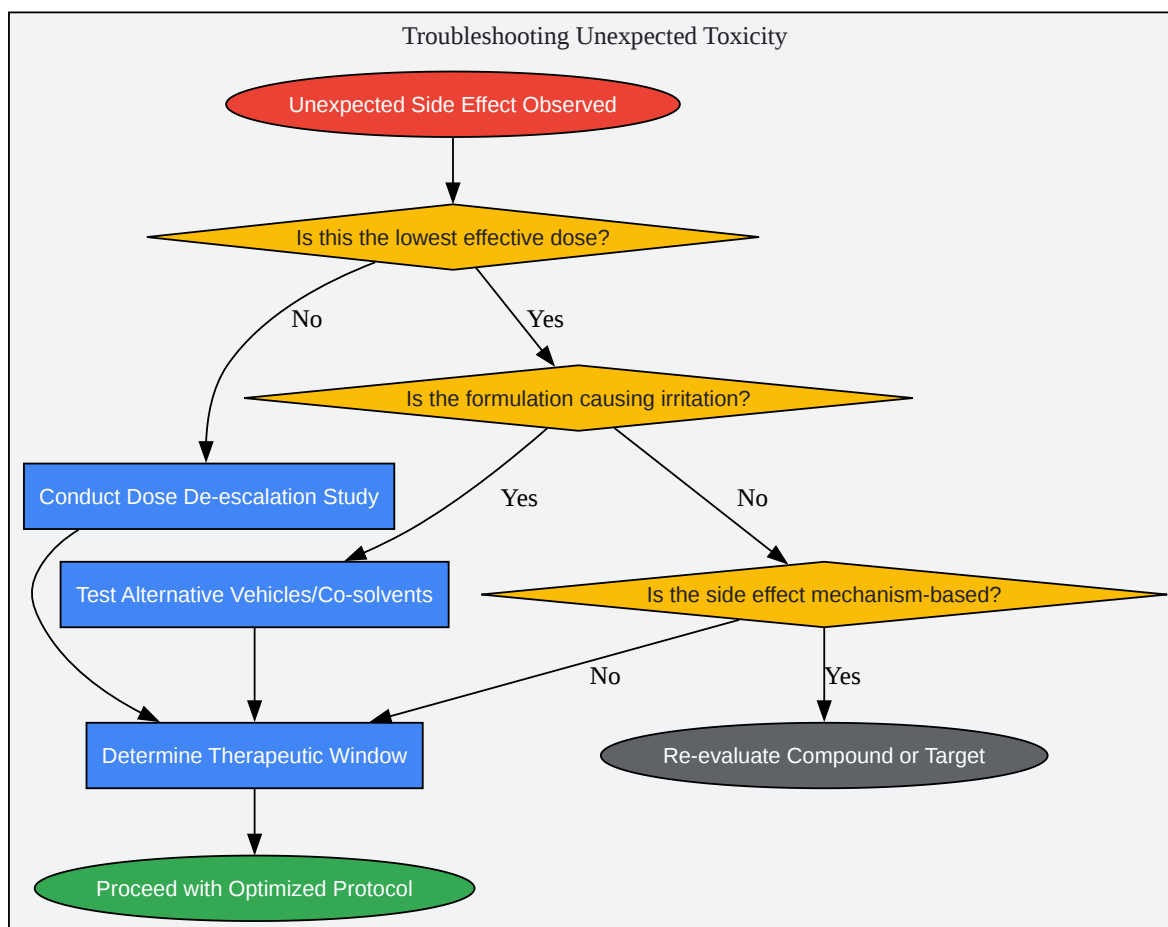 Troubleshooting Unexpected Toxicity
Unexpected Side Effect Observed
Is this the lowest effective dose?
No
Yes
Is the formulation causing irritation?
Conduct Dose De-escalation Study
Yes
No
Test Alternative Vehicles/Co-solvents
Is the side effect mechanism-based?
No
Yes
Determine Therapeutic Window
Re-evaluate Compound or Target
Proceed with Optimized Protocol